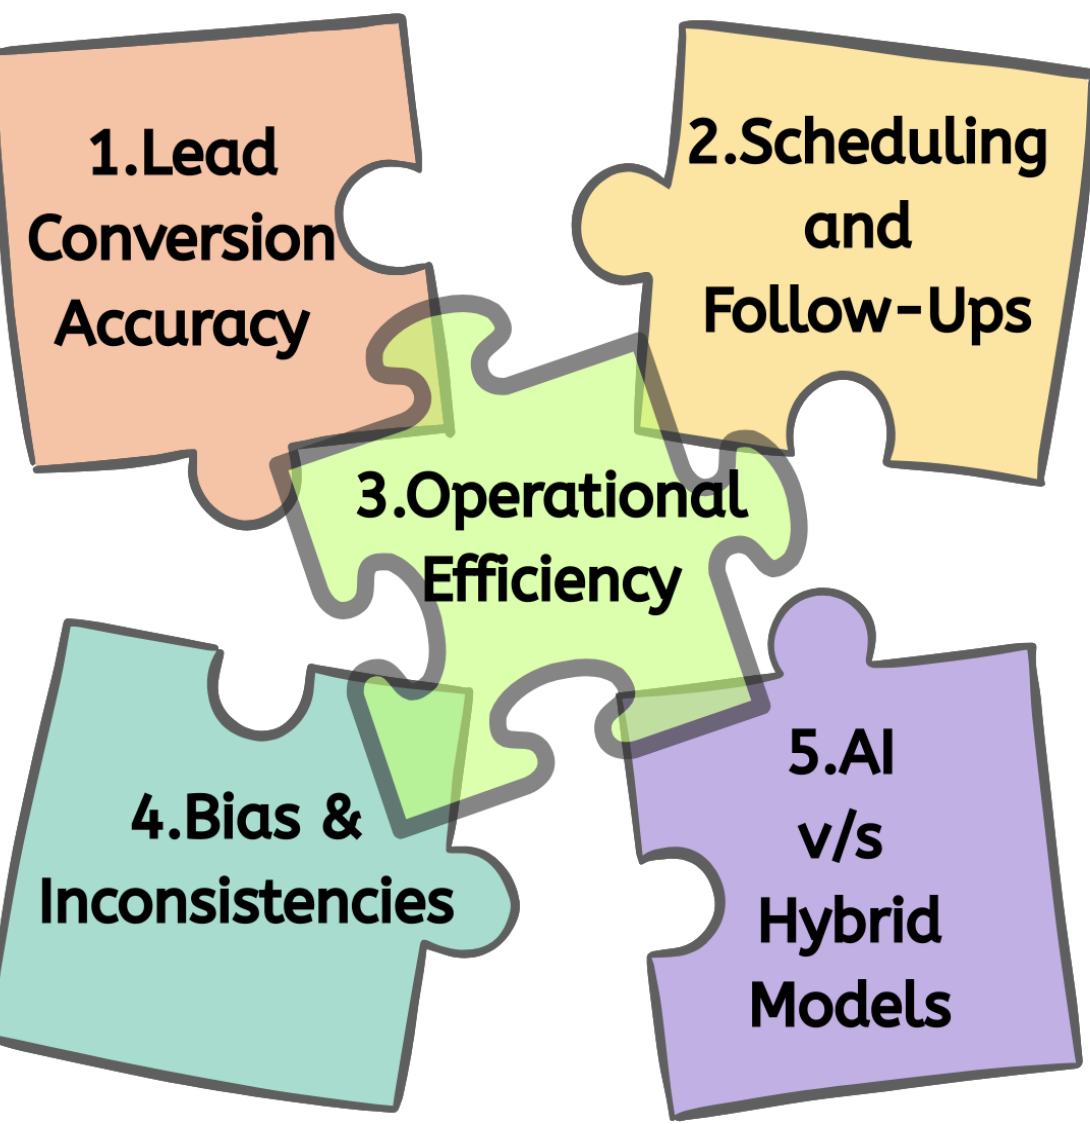 1.Lead
Conversion
Accuracy
2.Scheduling
and
Follow-Ups
3.Operational
Efficiency
4.Bias &
Inconsistencies
5.AI
v/s
Hybrid
Models